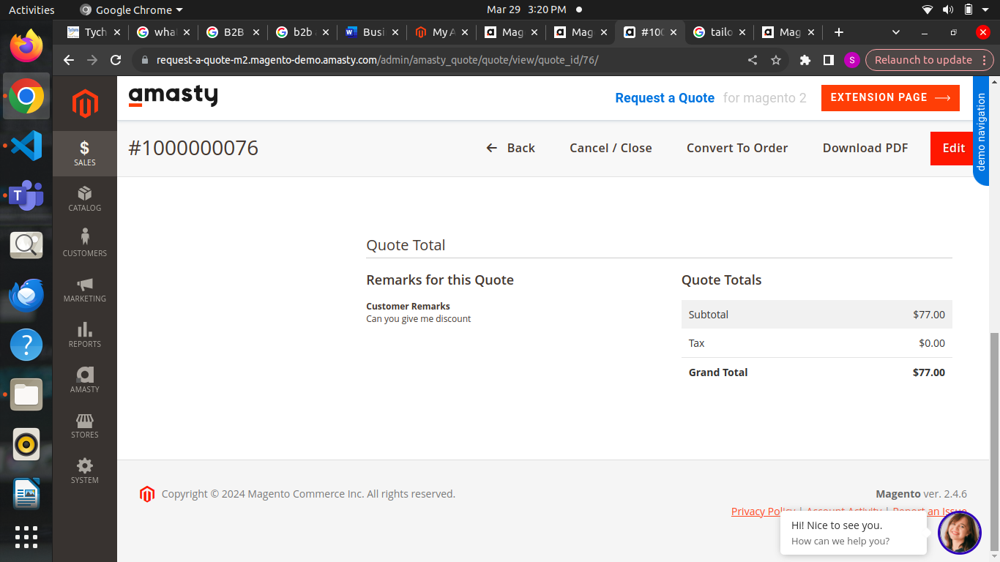 Activities
Google Chrome
Mar 29 3:20 PM
Tych
wha
B2B
b2b
Busi
My A
Mag
Mag
#100
tailo
Mag
request-a-quote-m2.magento-demo.amasty.com/admin/amasty_quote/quote/view/quote_id/76/
S
Relaunch to update
amasty
Request a Quote for magento 2
EXTENSION PAGE
demo navigation
#1000000076
Back
Cancel / Close
Convert To Order
Download PDF
Edit
$
SALES
CATALOG
CUSTOMERS
MARKETING
REPORTS
AMASTY
STORES
SYSTEM
Quote Total
Remarks for this Quote
Customer Remarks
Can you give me discount
Quote Totals
Subtotal $77.00
Tax $0.00
Grand Total $77.00
Copyright © 2024 Magento Commerce Inc. All rights reserved.
Magento ver. 2.4.6
Privacy Policy | Account Activity | Report an Issue
Hi! Nice to see you.
How can we help you?